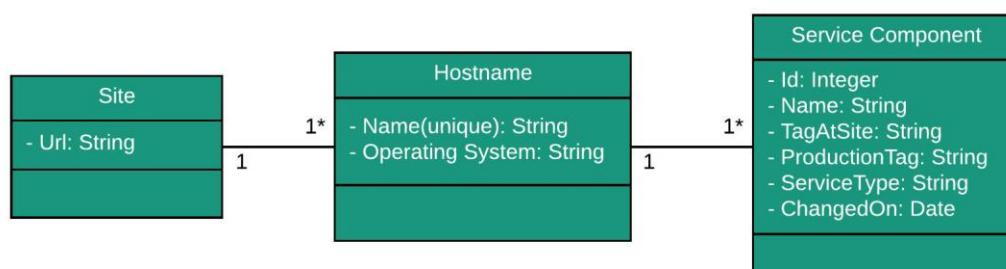 Site
- Url: String
1
1*
Hostname
- Name(unique): String
- Operating System: String
1
1*
Service Component
- Id: Integer
- Name: String
- TagAtSite: String
- ProductionTag: String
- ServiceType: String
- ChangedOn: Date